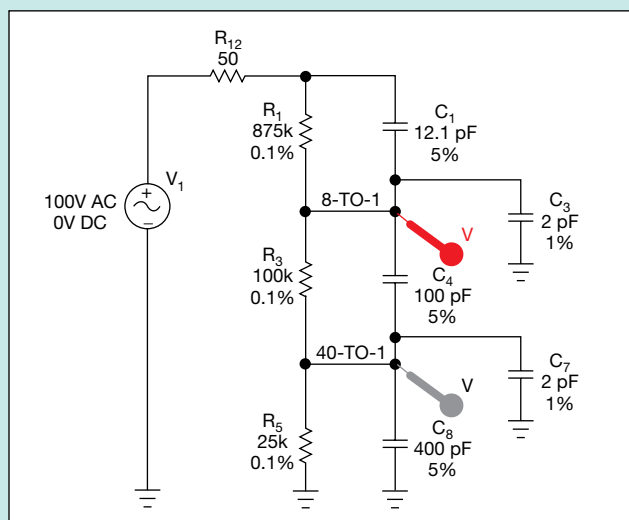 R12
50
R1
875k
0.1%
C1
12.1 pF
5%
V1
100V AC
0V DC
+
−
8-TO-1
V
C3
2 pF
1%
R3
100k
0.1%
C4
100 pF
5%
40-TO-1
V
C7
2 pF
1%
R5
25k
0.1%
C8
400 pF
5%